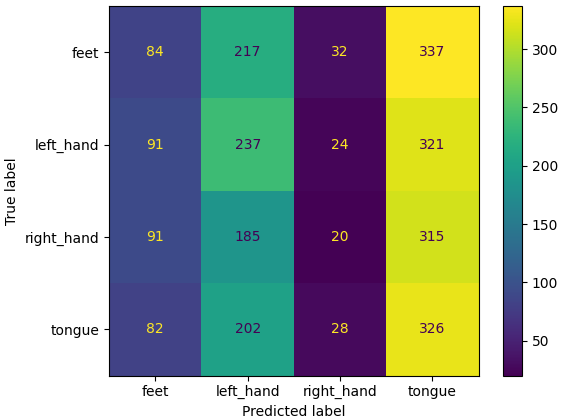 feet 84 217 32 337
left_hand 91 237 24 321
right_hand 91 185 20 315
tongue 82 202 28 326
feet left_hand right_hand tongue
Predicted label
True label
300
250
200
150
100
50